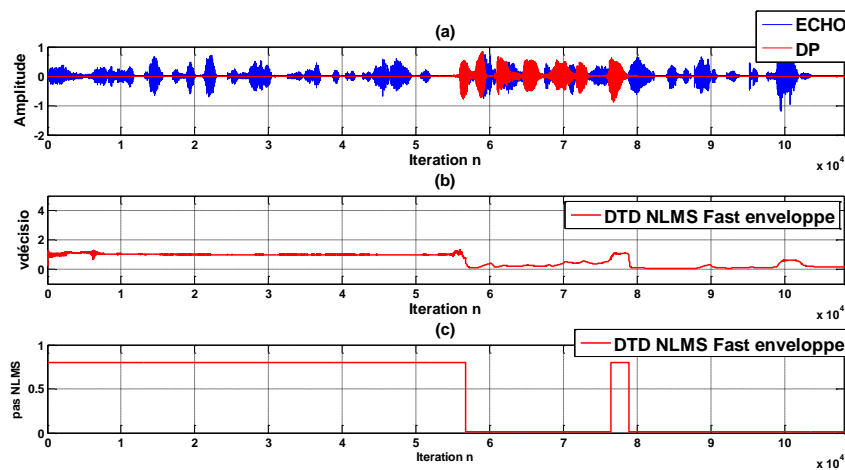 (a)
ECHO
DP
Amplitude
1
0
-1
-2
0 1 2 3 4 5 6 7 8 9 10
Iteration n
x 10^4
(b)
DTD NLMS Fast enveloppe
vdécisio
4
2
0
0 1 2 3 4 5 6 7 8 9 10
Iteration n
x 10^4
(c)
DTD NLMS Fast enveloppe
pas NLMS
1
0.5
0
0 1 2 3 4 5 6 7 8 9 10
Iteration n
x 10^4